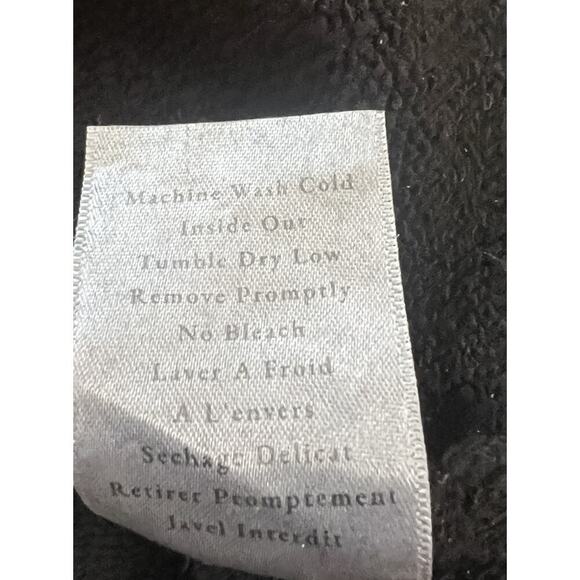 Machine Wash Cold
Inside Out
Tumble Dry Low
Remove Promptly
No Bleach
Laver A Froid
A L'envers
Sechage Delicat
Retirer Promptement
Javel Interdit